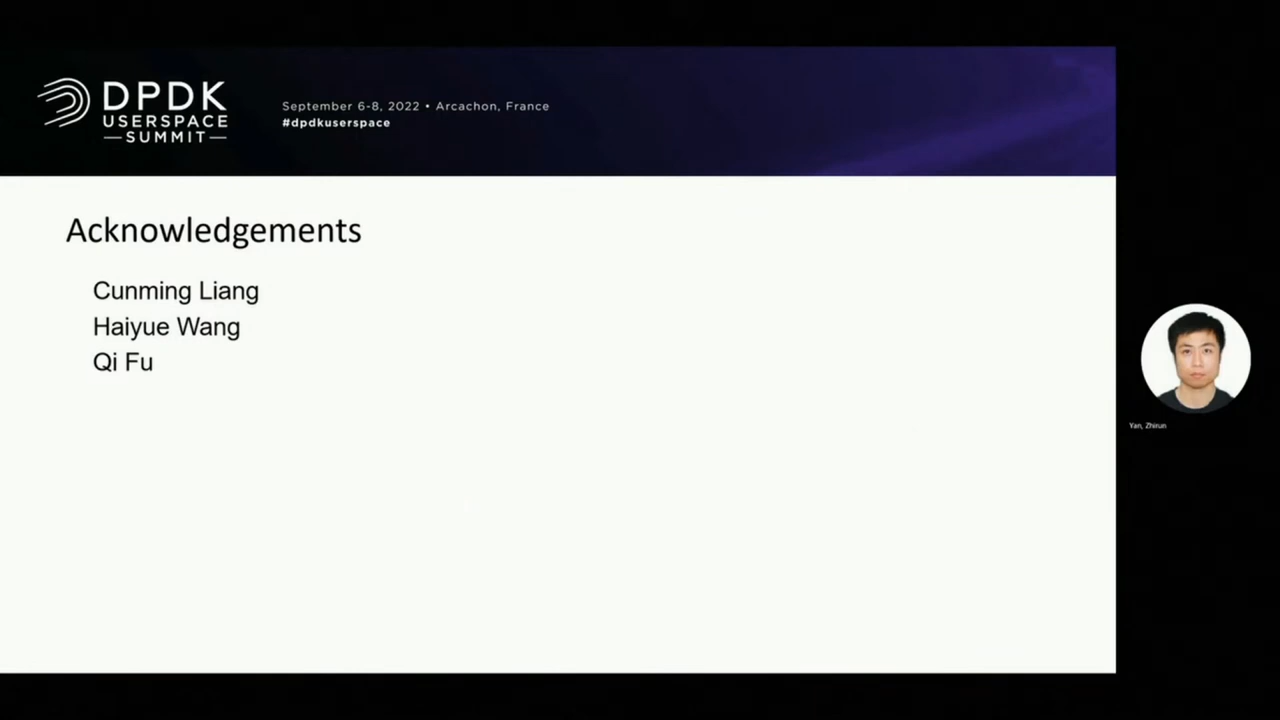 DPDK
USERSPACE
SUMMIT
September 6-8, 2022 • Arcachon, France
#dpdkuserspace
Acknowledgements
Cunming Liang
Haiyue Wang
Qi Fu
Yan, Zhirun